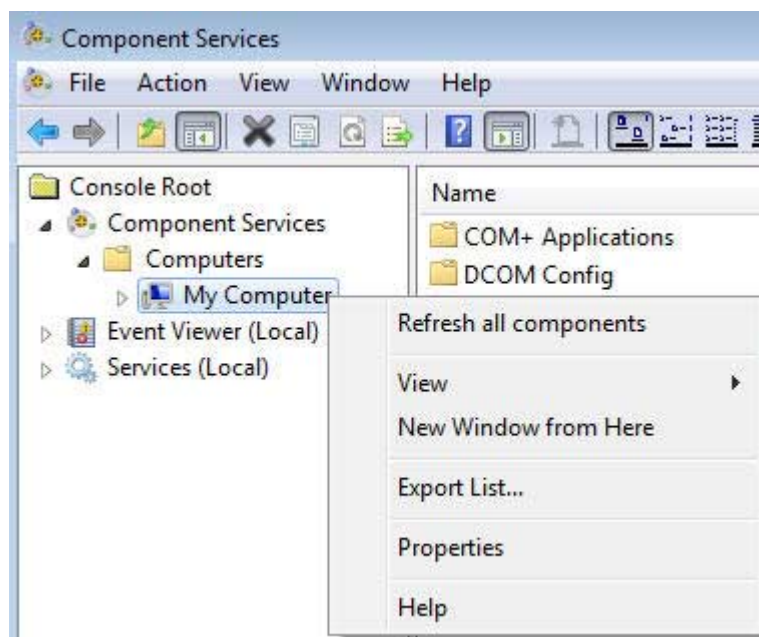 Component Services
File Action View Window Help
Console Root
Component Services
Computers
My Computer
Event Viewer (Local)
Services (Local)
Name
COM+ Applications
DCOM Config
Refresh all components
View
New Window from Here
Export List...
Properties
Help